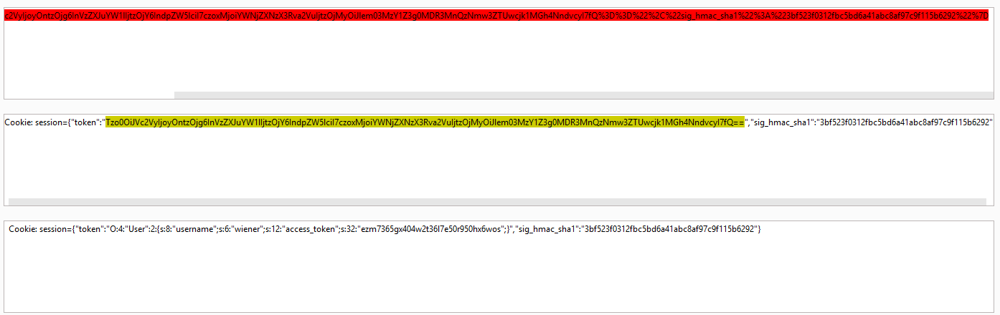 c2VyIjoyOntzOjg6InVzZXJuYW1lIjtzOjY6IndpZW5lciI7czoxMjoiYWNjZXNzX3Rva2VuIjtzOjMyOiJlem03MzY1Z3g0MDR3MnQzNmw3ZTUwcjk1MGh4NndvcyI7fQ%3D%3D%22%2C%22sig_hmac_sha1%22%3A%223bf523f0312fbc5bd6a41abc8af97c9f115b6292%22%7D
Cookie: session={"token":"Tzo0OiJVc2VyIjoyOntzOjg6InVzZXJuYW1lIjtzOjY6IndpZW5lciI7czoxMjoiYWNjZXNzX3Rva2VuIjtzOjMyOiJlem03MzY1Z3g0MDR3MnQzNmw3ZTUwcjk1MGh4NndvcyI7fQ==","sig_hmac_sha1":"3bf523f0312fbc5bd6a41abc8af97c9f115b6292"
Cookie: session={"token":"O:4:"User":2:{s:8:"username";s:6:"wiener";s:12:"access_token";s:32:"ezm7365gx404w2t36l7e50r950hx6wos";}","sig_hmac_sha1":"3bf523f0312fbc5bd6a41abc8af97c9f115b6292"}